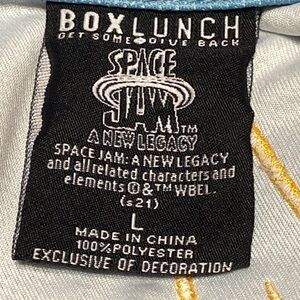 BOXLUNCH
GET SOME GIVE BACK
SPACE
JAM
A NEW LEGACY
SPACE JAM: A NEW LEGACY
and all related characters and
elements ©&™ WBEI.
(s21)
L
MADE IN CHINA
100%POLYESTER
EXCLUSIVE OF DECORATION